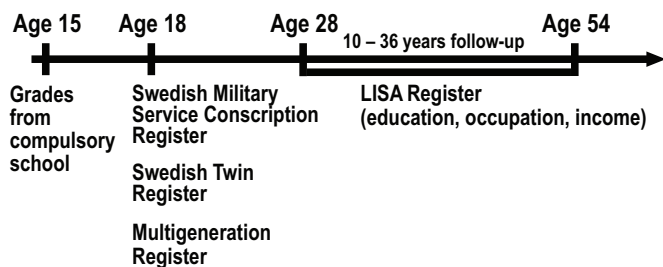 Age 15
Age 18
Age 28
Age 54
10 – 36 years follow-up
Grades
from
compulsory
school
Swedish Military
Service Conscription
Register
Swedish Twin
Register
Multigeneration
Register
LISA Register
(education, occupation, income)